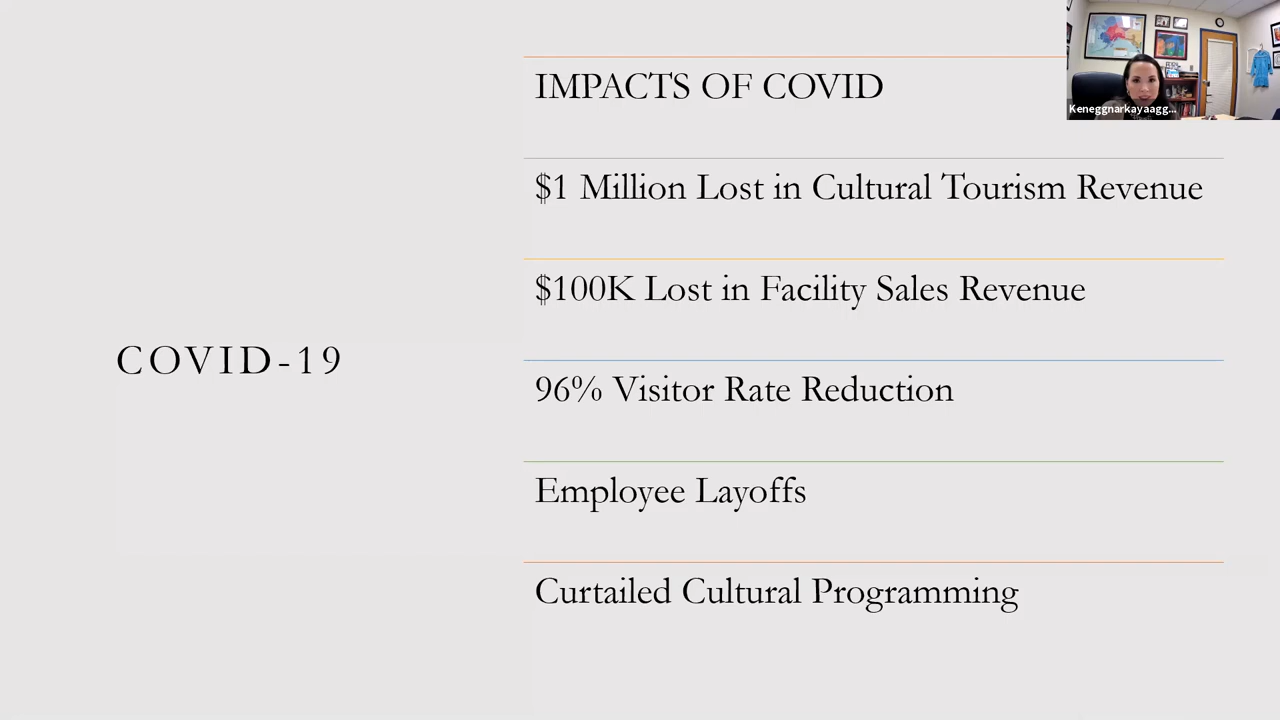 IMPACTS OF COVID
$1 Million Lost in Cultural Tourism Revenue
$100K Lost in Facility Sales Revenue
COVID-19
96% Visitor Rate Reduction
Employee Layoffs
Curtailed Cultural Programming
Keneggnarkayaagg...